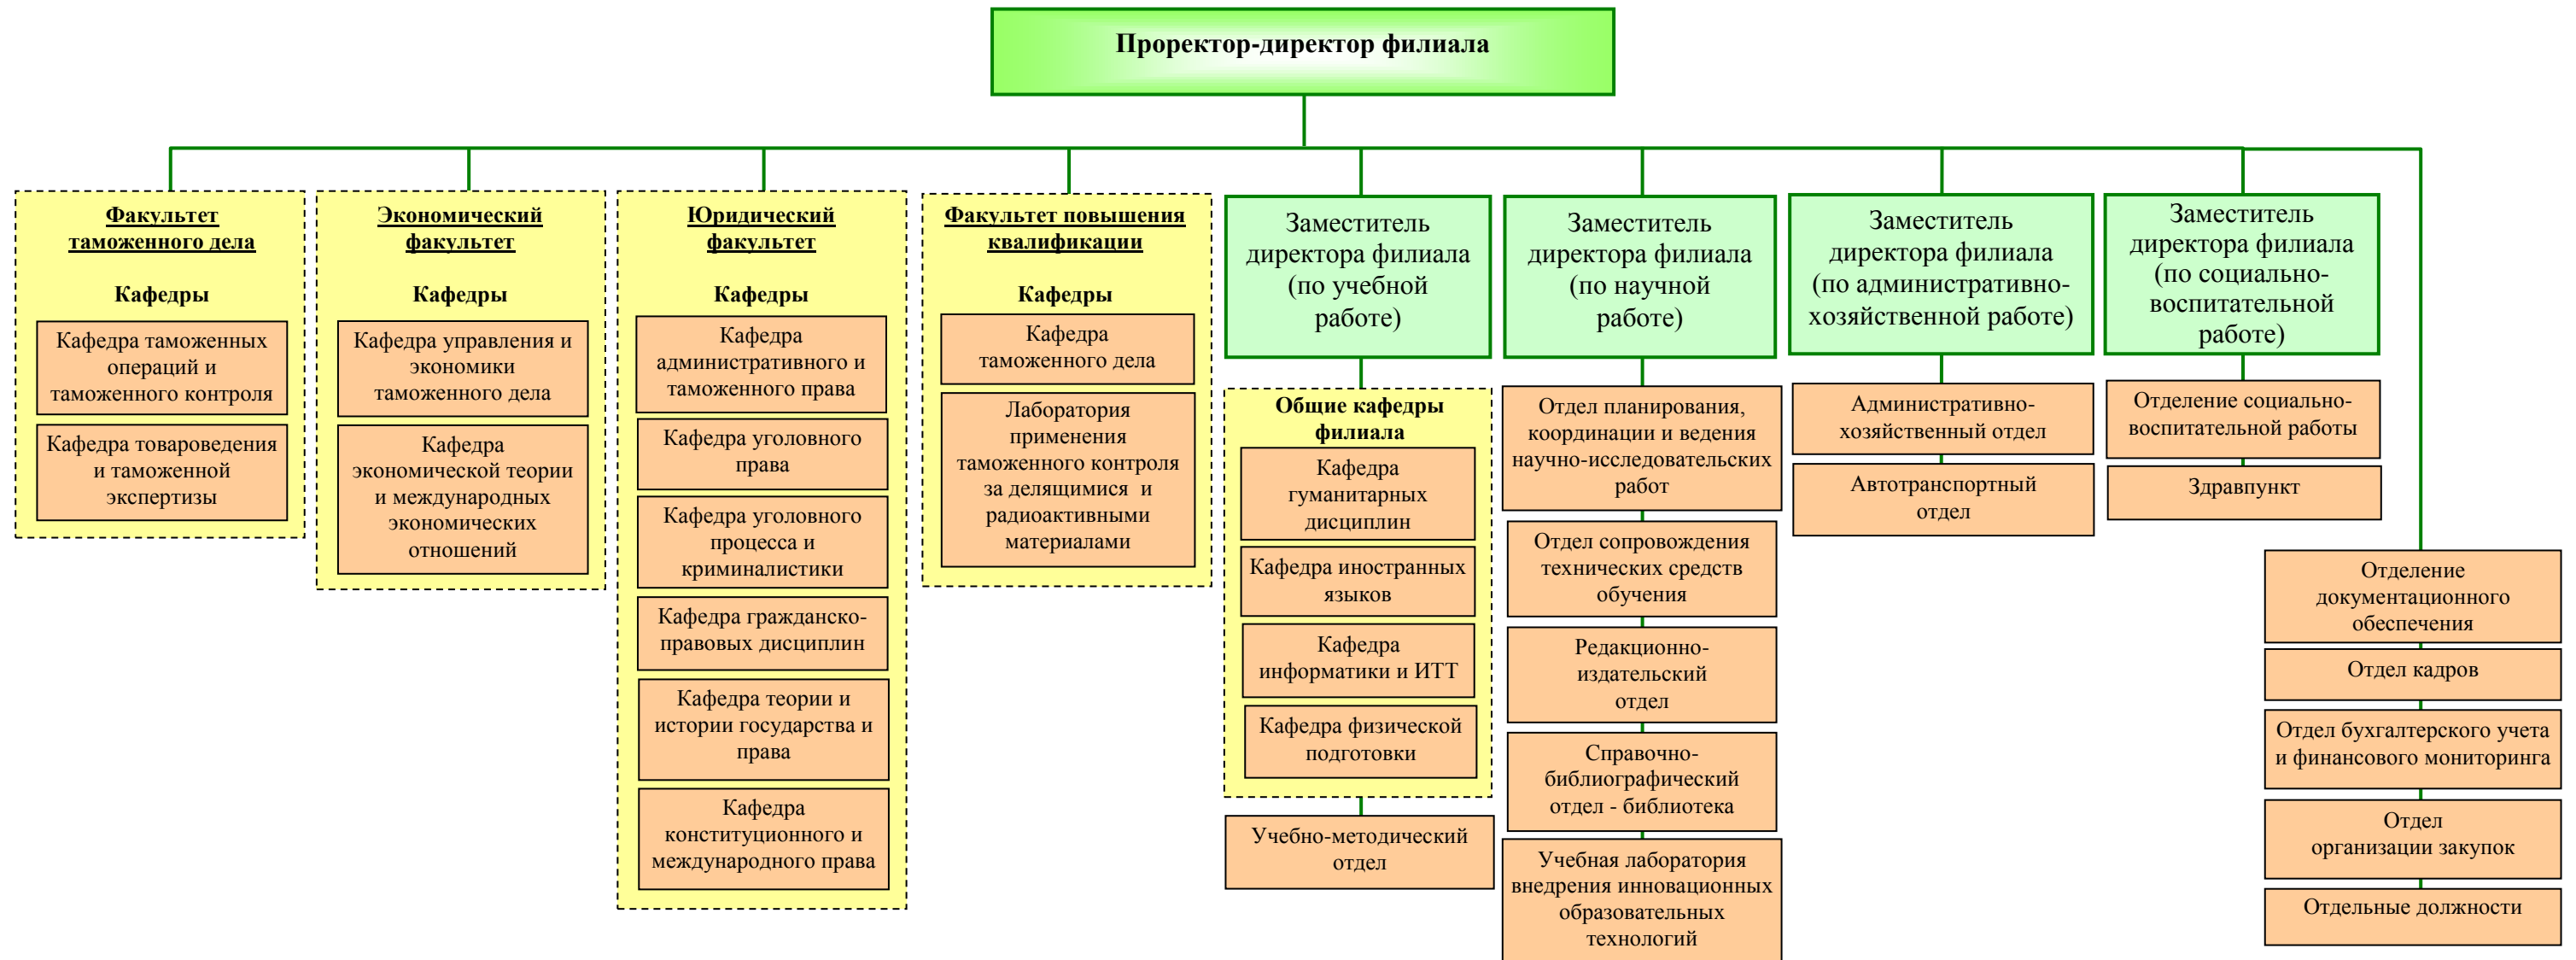 Проректор-директор филиала
Факультет
таможенного дела
Кафедры
Кафедра таможенных
операций и
таможенного контроля
Кафедра товароведения
и таможенной
экспертизы
Экономический
факультет
Кафедры
Кафедра управления и
экономики
таможенного дела
Кафедра
экономической теории
и международных
экономических
отношений
Юридический
факультет
Кафедры
Кафедра
административного и
таможенного права
Кафедра уголовного
права
Кафедра уголовного
процесса и
криминалистики
Кафедра гражданско-
правовых дисциплин
Кафедра теории и
истории государства и
права
Кафедра
конституционного и
международного права
Факультет повышения
квалификации
Кафедры
Кафедра
таможенного дела
Лаборатория
применения
таможенного контроля
за делящимися и
радиоактивными
материалами
Заместитель
директора филиала
(по учебной
работе)
Общие кафедры
филиала
Кафедра
гуманитарных
дисциплин
Кафедра иностранных
языков
Кафедра
информатики и ИТТ
Кафедра физической
подготовки
Учебно-методический
отдел
Заместитель
директора филиала
(по научной
работе)
Отдел планирования,
координации и ведения
научно-исследовательских
работ
Отдел сопровождения
технических средств
обучения
Редакционно-
издательский
отдел
Справочно-
библиографический
отдел - библиотека
Учебная лаборатория
внедрения инновационных
образовательных
технологий
Заместитель
директора филиала
(по административно-
хозяйственной работе)
Административно-
хозяйственный отдел
Автотранспортный
отдел
Заместитель
директора филиала
(по социально-
воспитательной
работе)
Отделение социально-
воспитательной работы
Здравпункт
Отделение
документационного
обеспечения
Отдел кадров
Отдел бухгалтерского учета
и финансового мониторинга
Отдел
организации закупок
Отдельные должности